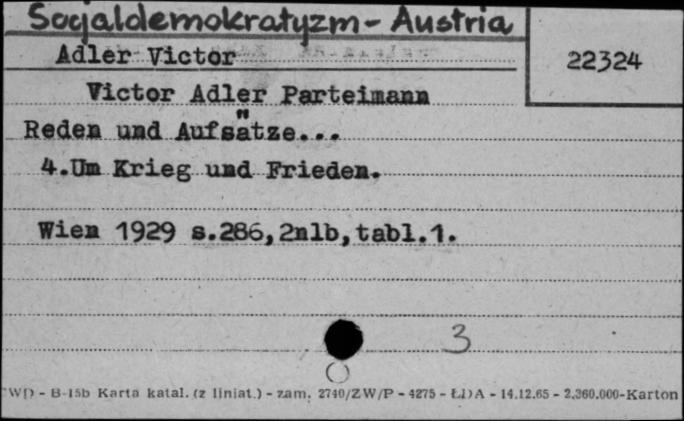 Socjaldemokratyzm - Austria
Adler Victor
22324
Victor Adler Parteimann
Reden und Aufsätze...
4.Um Krieg und Frieden.
Wien 1929 s.286,2nlb,tabl.1.
3
WD - B-15b Karta katal. (z liniat.) - zam. 2740/ZW/P - 4275 - ŁDA - 14.12.65 - 2.360.000-Karton